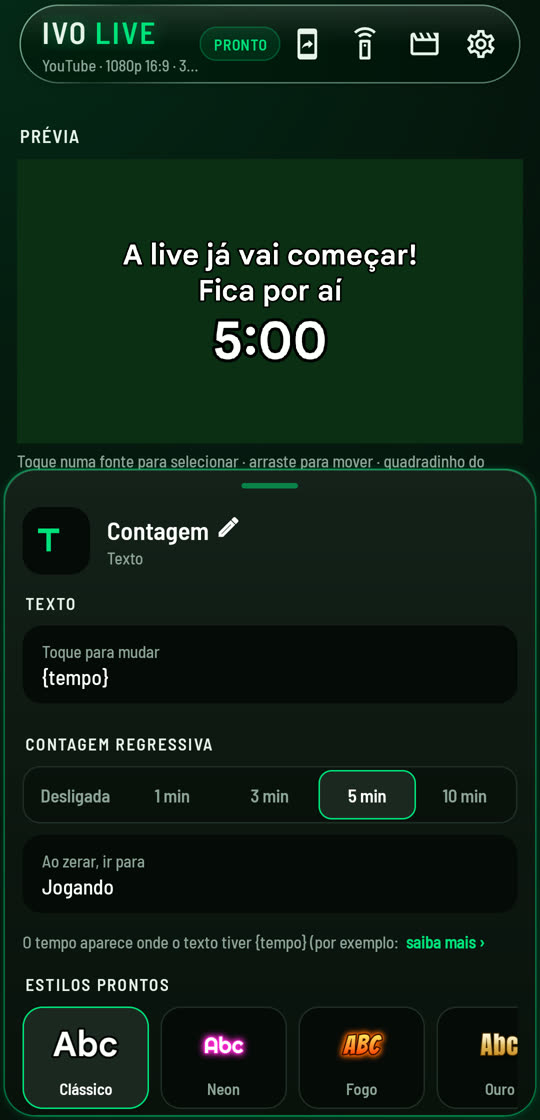 IVO LIVE
YouTube · 1080p 16:9 · 3...
PRONTO
PRÉVIA
A live já vai começar!
Fica por aí
5:00
Toque numa fonte para selecionar · arraste para mover · quadradinho do
T
Contagem
Texto
TEXTO
Toque para mudar
{tempo}
CONTAGEM REGRESSIVA
Desligada 1 min 3 min 5 min 10 min
Ao zerar, ir para
Jogando
O tempo aparece onde o texto tiver {tempo} (por exemplo: saiba mais ›
ESTILOS PRONTOS
Abc Abc ABC Abc
Clássico Neon Fogo Ouro